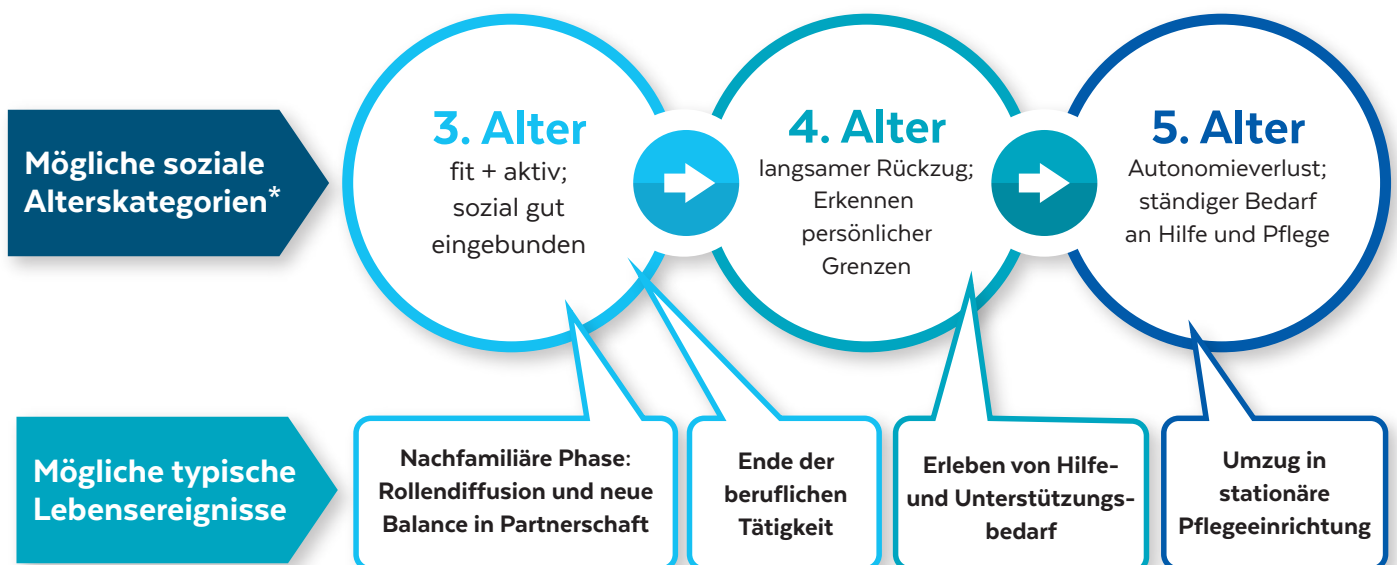 Mögliche soziale
Alterskategorien*
3. Alter
fit + aktiv;
sozial gut
eingebunden
4. Alter
langsamer Rückzug;
Erkennen
persönlicher
Grenzen
5. Alter
Autonomieverlust;
ständiger Bedarf
an Hilfe und Pflege
Mögliche typische
Lebensereignisse
Nachfamiliäre Phase:
Rollendiffusion und neue
Balance in Partnerschaft
Ende der
beruflichen
Tätigkeit
Erleben von Hilfe-
und Unterstützungs-
bedarf
Umzug in
stationäre
Pflegeeinrichtung